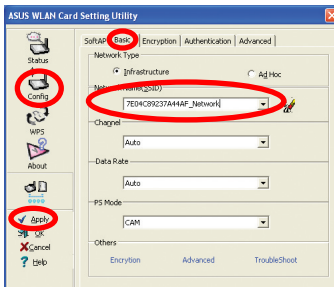 ASUS WLAN Card Setting Utility
Status
Config
WPS
About
Apply
OK
Cancel
Help
SoftAP Basic Encryption Authentication Advanced
Network Type
Infrastructure
Ad Hoc
Network Name(SSID)
7E04C89237A44AF_Network
Channel
Auto
Data Rate
Auto
PS Mode
CAM
Others
Encrytion Advanced TroubleShoot